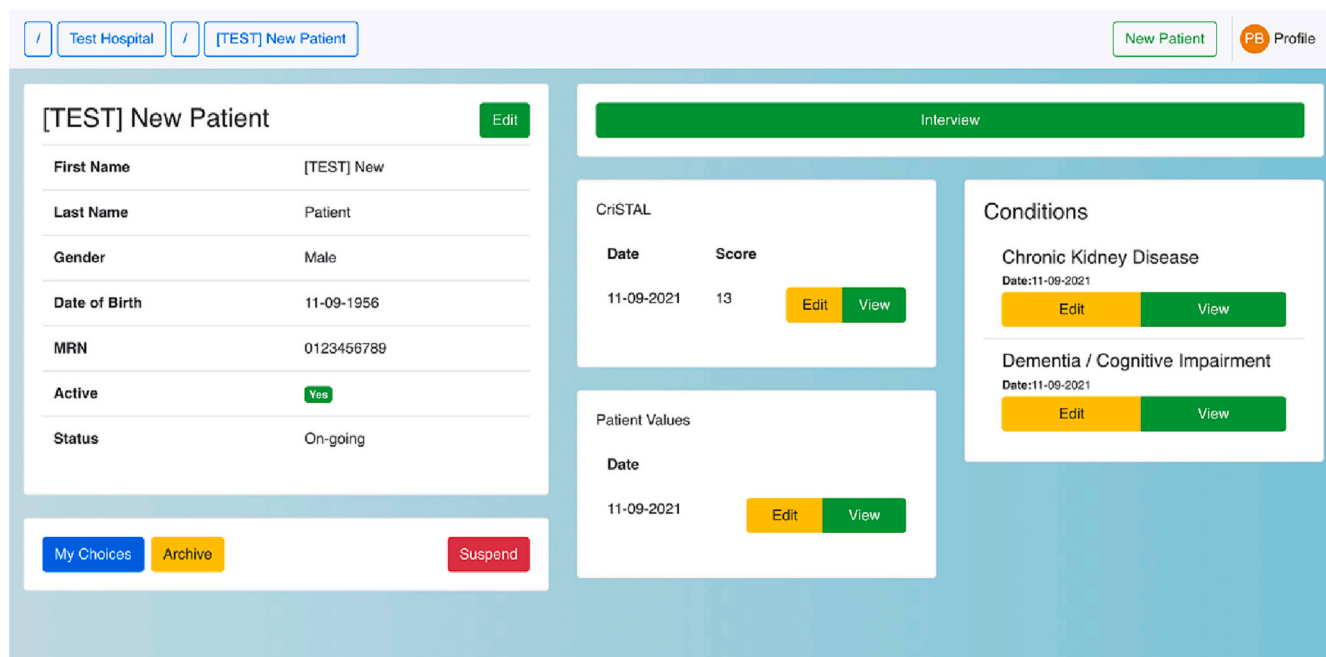 / Test Hospital / [TEST] New Patient New Patient PB Profile
[TEST] New Patient Edit
First Name [TEST] New
Last Name Patient
Gender Male
Date of Birth 11-09-1956
MRN 0123456789
Active Yes
Status On-going
My Choices Archive Suspend
Interview
CriSTAL
Date Score
11-09-2021 13 Edit View
Patient Values
Date
11-09-2021 Edit View
Conditions
Chronic Kidney Disease
Date:11-09-2021
Edit View
Dementia / Cognitive Impairment
Date:11-09-2021
Edit View